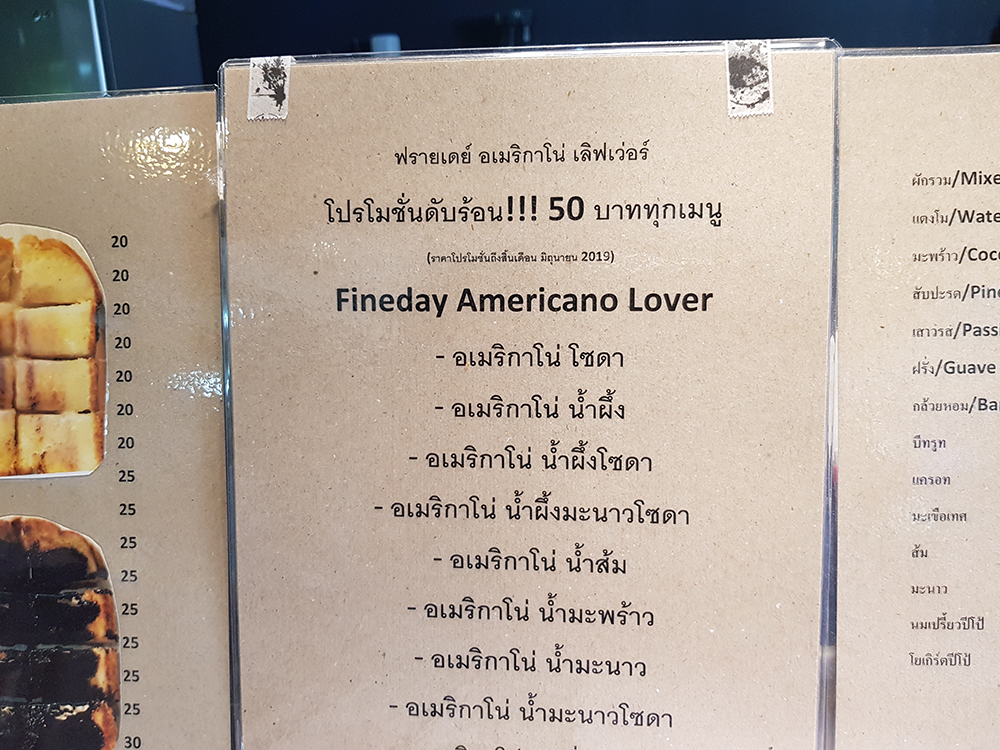 20
20
20
20
20
20
20
25
25
25
25
25
25
25
25
30
ฟรายเดย์ อเมริกาโน่ เลิฟเว่อร์
โปรโมชั่นดับร้อน!!! 50 บาททุกเมนู
(ราคาโปรโมชั่นถึงสิ้นเดือน มิถุนายน 2019)
Fineday Americano Lover
- อเมริกาโน่ โซดา
- อเมริกาโน่ น้ำผึ้ง
- อเมริกาโน่ น้ำผึ้งโซดา
- อเมริกาโน่ น้ำผึ้งมะนาวโซดา
- อเมริกาโน่ น้ำส้ม
- อเมริกาโน่ น้ำมะพร้าว
- อเมริกาโน่ น้ำมะนาว
- อเมริกาโน่ น้ำมะนาวโซดา
ผักรวม/Mixe
แตงโม/Wate
มะพร้าว/Coco
สับปะรด/Pine
เสาวรส/Pass
ฝรั่ง/Guave
กล้วยหอม/Ba
บีทรูท
แครอท
มะเขือเทศ
ส้ม
มะนาว
นมเปรี้ยวปีโป้
โยเกิร์ตปีโป้